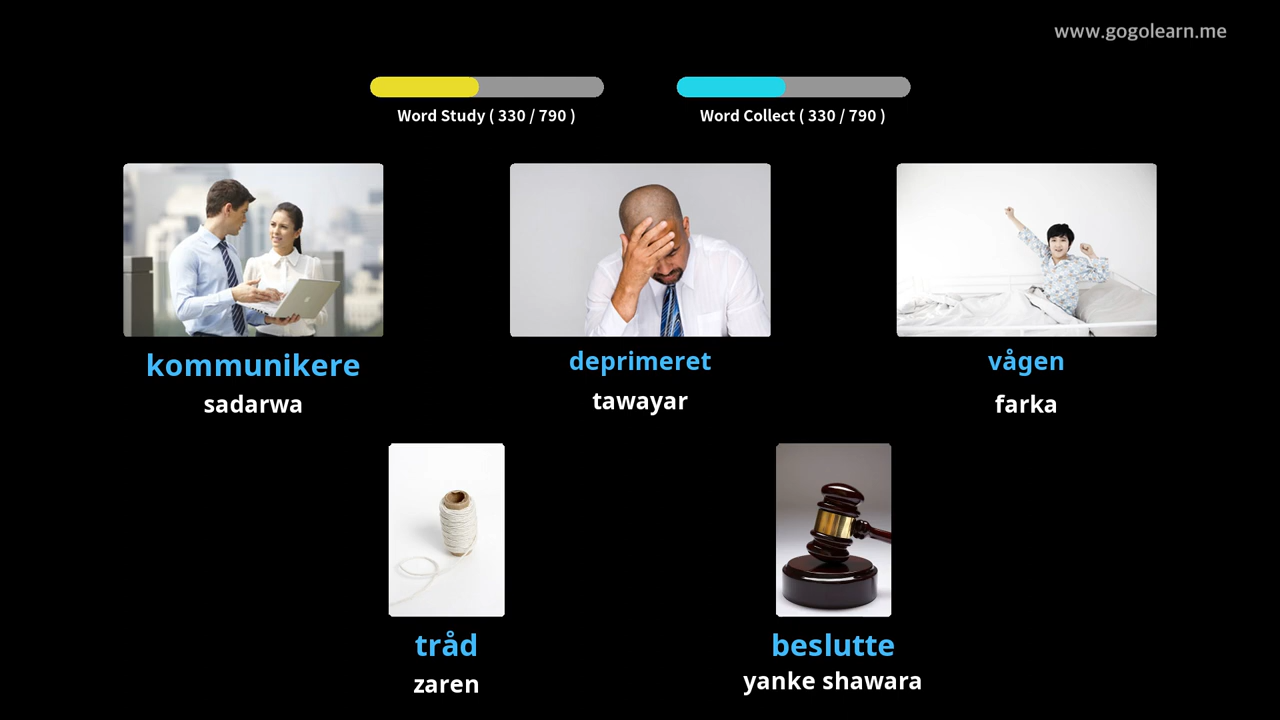 www.gogolearn.me
Word Study ( 330 / 790 )
Word Collect ( 330 / 790 )
kommunikere
sadarwa
deprimeret
tawayar
vågen
farka
tråd
zaren
beslutte
yanke shawara